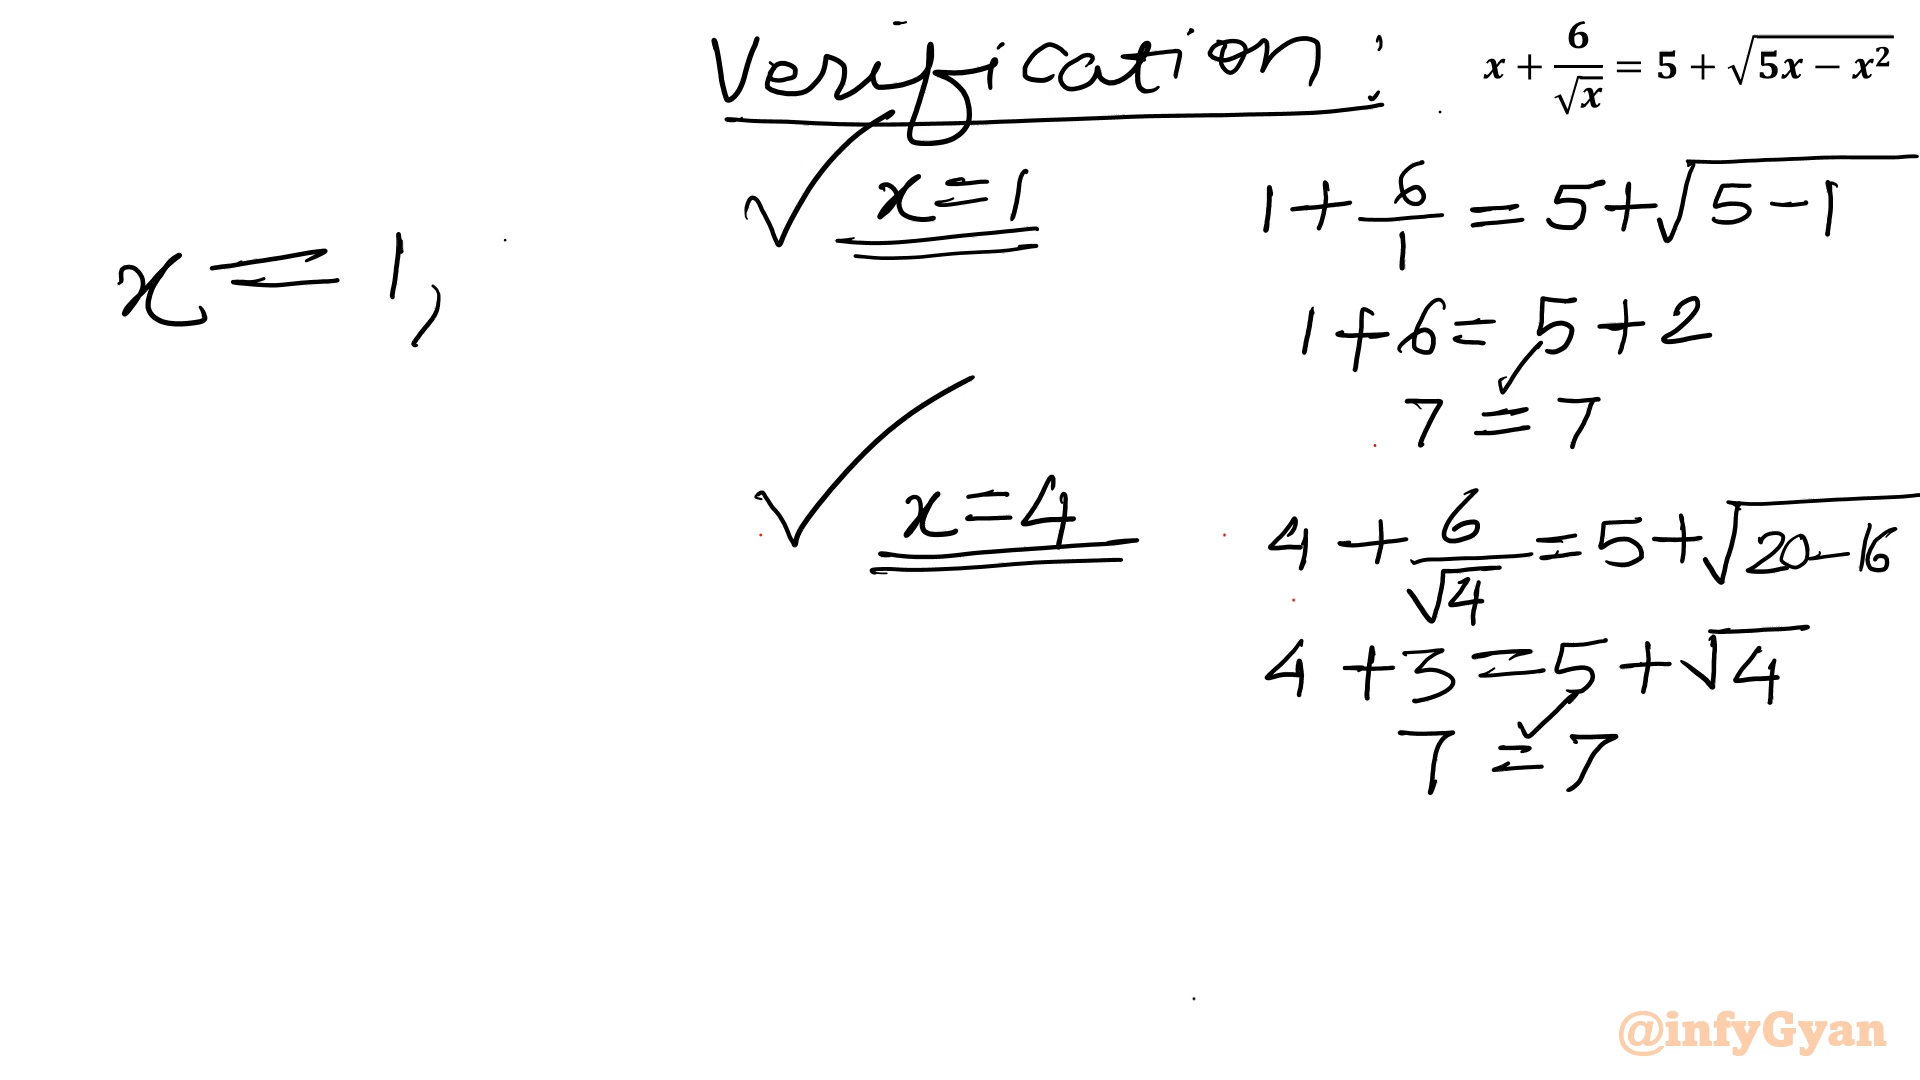 Verification :
x + 6/√x = 5 + √(5x − x²)
x = 1
1 + 6/1 = 5 + √(5 − 1)
x = 1,
1 + 6 = 5 + 2
7 = 7
x = 4
4 + 6/√4 = 5 + √(20 − 16)
4 + 3 = 5 + √4
7 = 7
@infyGyan